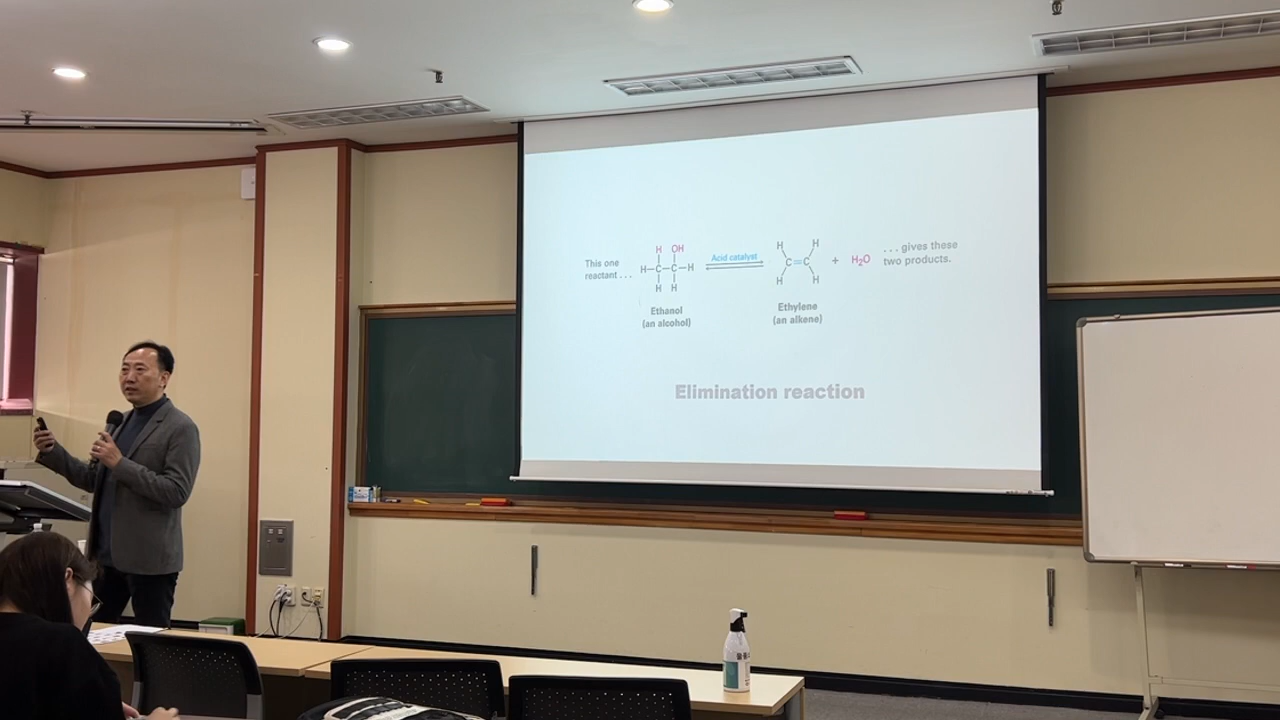 This one
reactant . . .
H OH
H–C–C–H
H H
Ethanol
(an alcohol)
Acid catalyst
H H
C=C
H H
Ethylene
(an alkene)
+ H₂O
. . . gives these
two products.
Elimination reaction